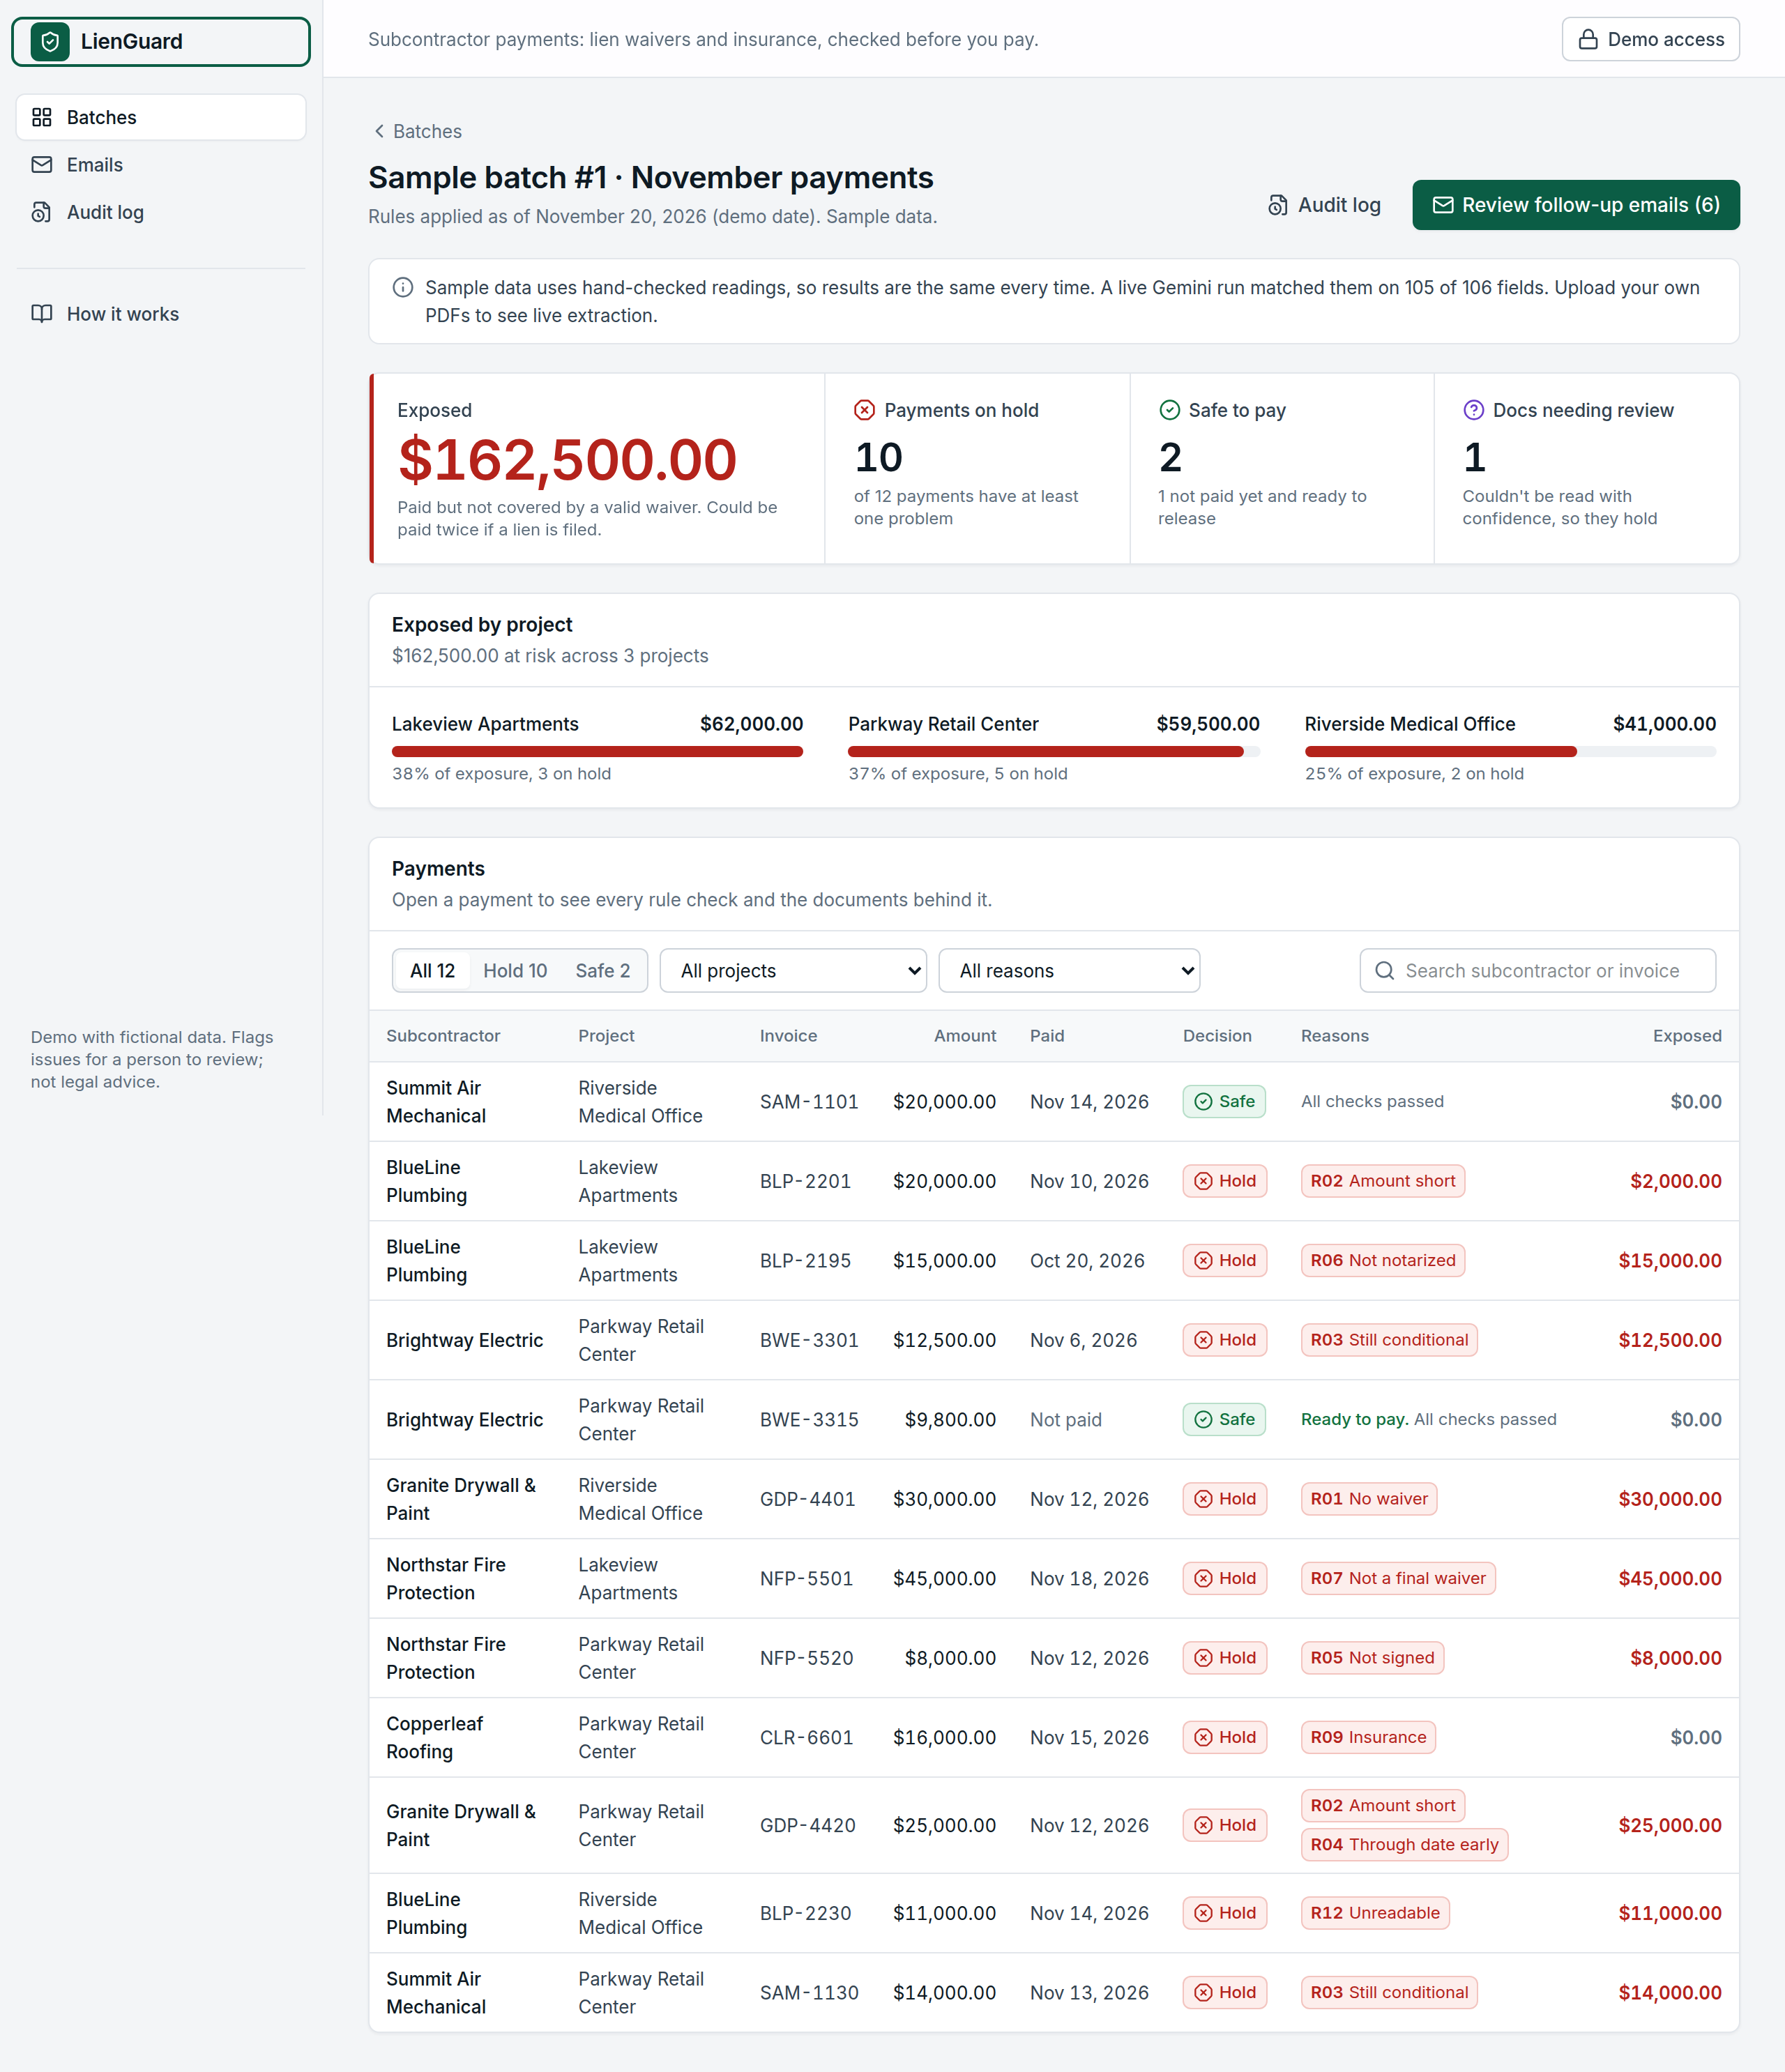 LienGuard
Subcontractor payments: lien waivers and insurance, checked before you pay.
Demo access
Batches
Emails
Audit log
How it works
Demo with fictional data. Flags
issues for a person to review;
not legal advice.
Batches
Sample batch #1 · November payments
Rules applied as of November 20, 2026 (demo date). Sample data.
Audit log
Review follow-up emails (6)
Sample data uses hand-checked readings, so results are the same every time. A live Gemini run matched them on 105 of 106 fields. Upload your own
PDFs to see live extraction.
Exposed
$162,500.00
Paid but not covered by a valid waiver. Could be
paid twice if a lien is filed.
Payments on hold
10
of 12 payments have at least
one problem
Safe to pay
2
1 not paid yet and ready to
release
Docs needing review
1
Couldn't be read with
confidence, so they hold
Exposed by project
$162,500.00 at risk across 3 projects
Lakeview Apartments $62,000.00
38% of exposure, 3 on hold
Parkway Retail Center $59,500.00
37% of exposure, 5 on hold
Riverside Medical Office $41,000.00
25% of exposure, 2 on hold
Payments
Open a payment to see every rule check and the documents behind it.
All 12 Hold 10 Safe 2 All projects All reasons Search subcontractor or invoice
Subcontractor Project Invoice Amount Paid Decision Reasons Exposed
Summit Air
Mechanical
Riverside
Medical Office
SAM-1101 $20,000.00 Nov 14, 2026 Safe All checks passed $0.00
BlueLine
Plumbing
Lakeview
Apartments
BLP-2201 $20,000.00 Nov 10, 2026 Hold R02 Amount short $2,000.00
BlueLine
Plumbing
Lakeview
Apartments
BLP-2195 $15,000.00 Oct 20, 2026 Hold R06 Not notarized $15,000.00
Brightway Electric
Parkway Retail
Center
BWE-3301 $12,500.00 Nov 6, 2026 Hold R03 Still conditional $12,500.00
Brightway Electric
Parkway Retail
Center
BWE-3315 $9,800.00 Not paid Safe Ready to pay. All checks passed $0.00
Granite Drywall &
Paint
Riverside
Medical Office
GDP-4401 $30,000.00 Nov 12, 2026 Hold R01 No waiver $30,000.00
Northstar Fire
Protection
Lakeview
Apartments
NFP-5501 $45,000.00 Nov 18, 2026 Hold R07 Not a final waiver $45,000.00
Northstar Fire
Protection
Parkway Retail
Center
NFP-5520 $8,000.00 Nov 12, 2026 Hold R05 Not signed $8,000.00
Copperleaf
Roofing
Parkway Retail
Center
CLR-6601 $16,000.00 Nov 15, 2026 Hold R09 Insurance $0.00
Granite Drywall &
Paint
Parkway Retail
Center
GDP-4420 $25,000.00 Nov 12, 2026 Hold
R02 Amount short
R04 Through date early
$25,000.00
BlueLine
Plumbing
Riverside
Medical Office
BLP-2230 $11,000.00 Nov 14, 2026 Hold R12 Unreadable $11,000.00
Summit Air
Mechanical
Parkway Retail
Center
SAM-1130 $14,000.00 Nov 13, 2026 Hold R03 Still conditional $14,000.00